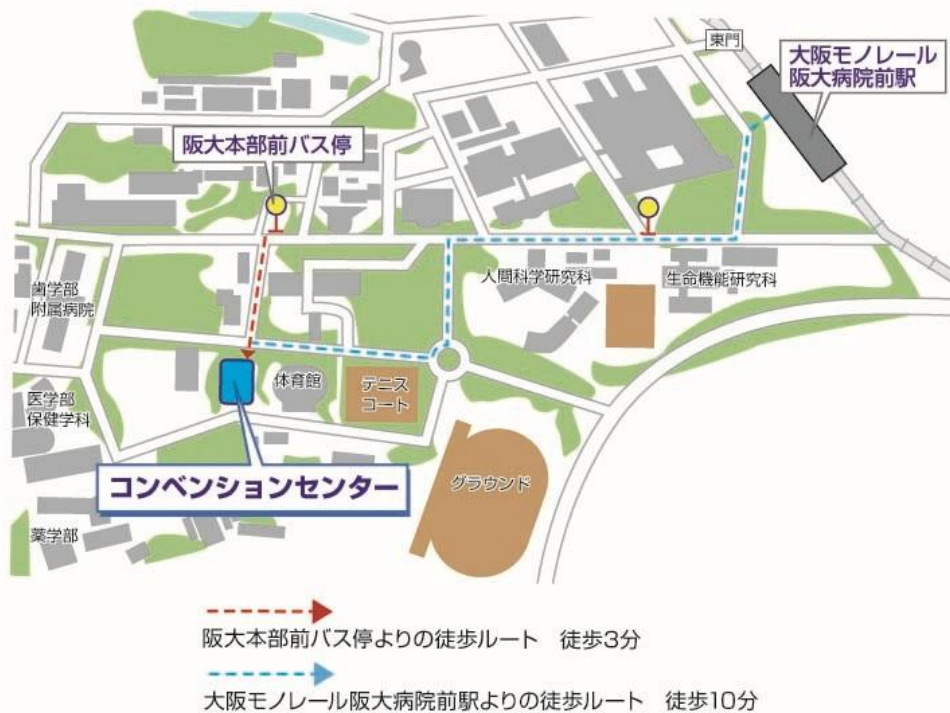 東門
大阪モノレール
阪大病院前駅
阪大本部前バス停
人間科学研究科
生命機能研究科
歯学部
附属病院
体育館
テニス
コート
医学部
保健学科
コンベンションセンター
グラウンド
薬学部
阪大本部前バス停よりの徒歩ルート 徒歩3分
大阪モノレール阪大病院前駅よりの徒歩ルート 徒歩10分